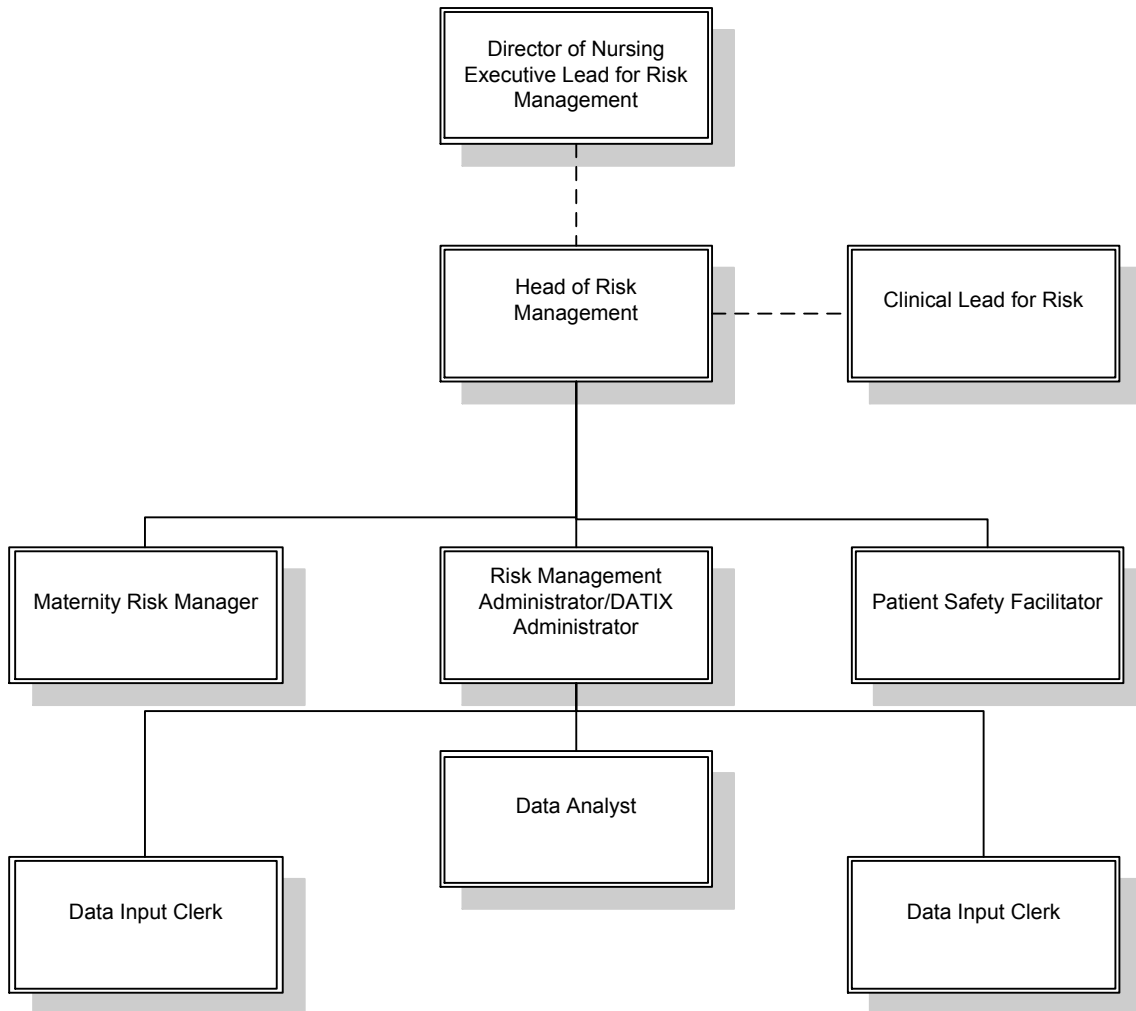 Director of Nursing
Executive Lead for Risk
Management
Head of Risk
Management
Clinical Lead for Risk
Maternity Risk Manager
Risk Management
Administrator/DATIX
Administrator
Patient Safety Facilitator
Data Analyst
Data Input Clerk
Data Input Clerk